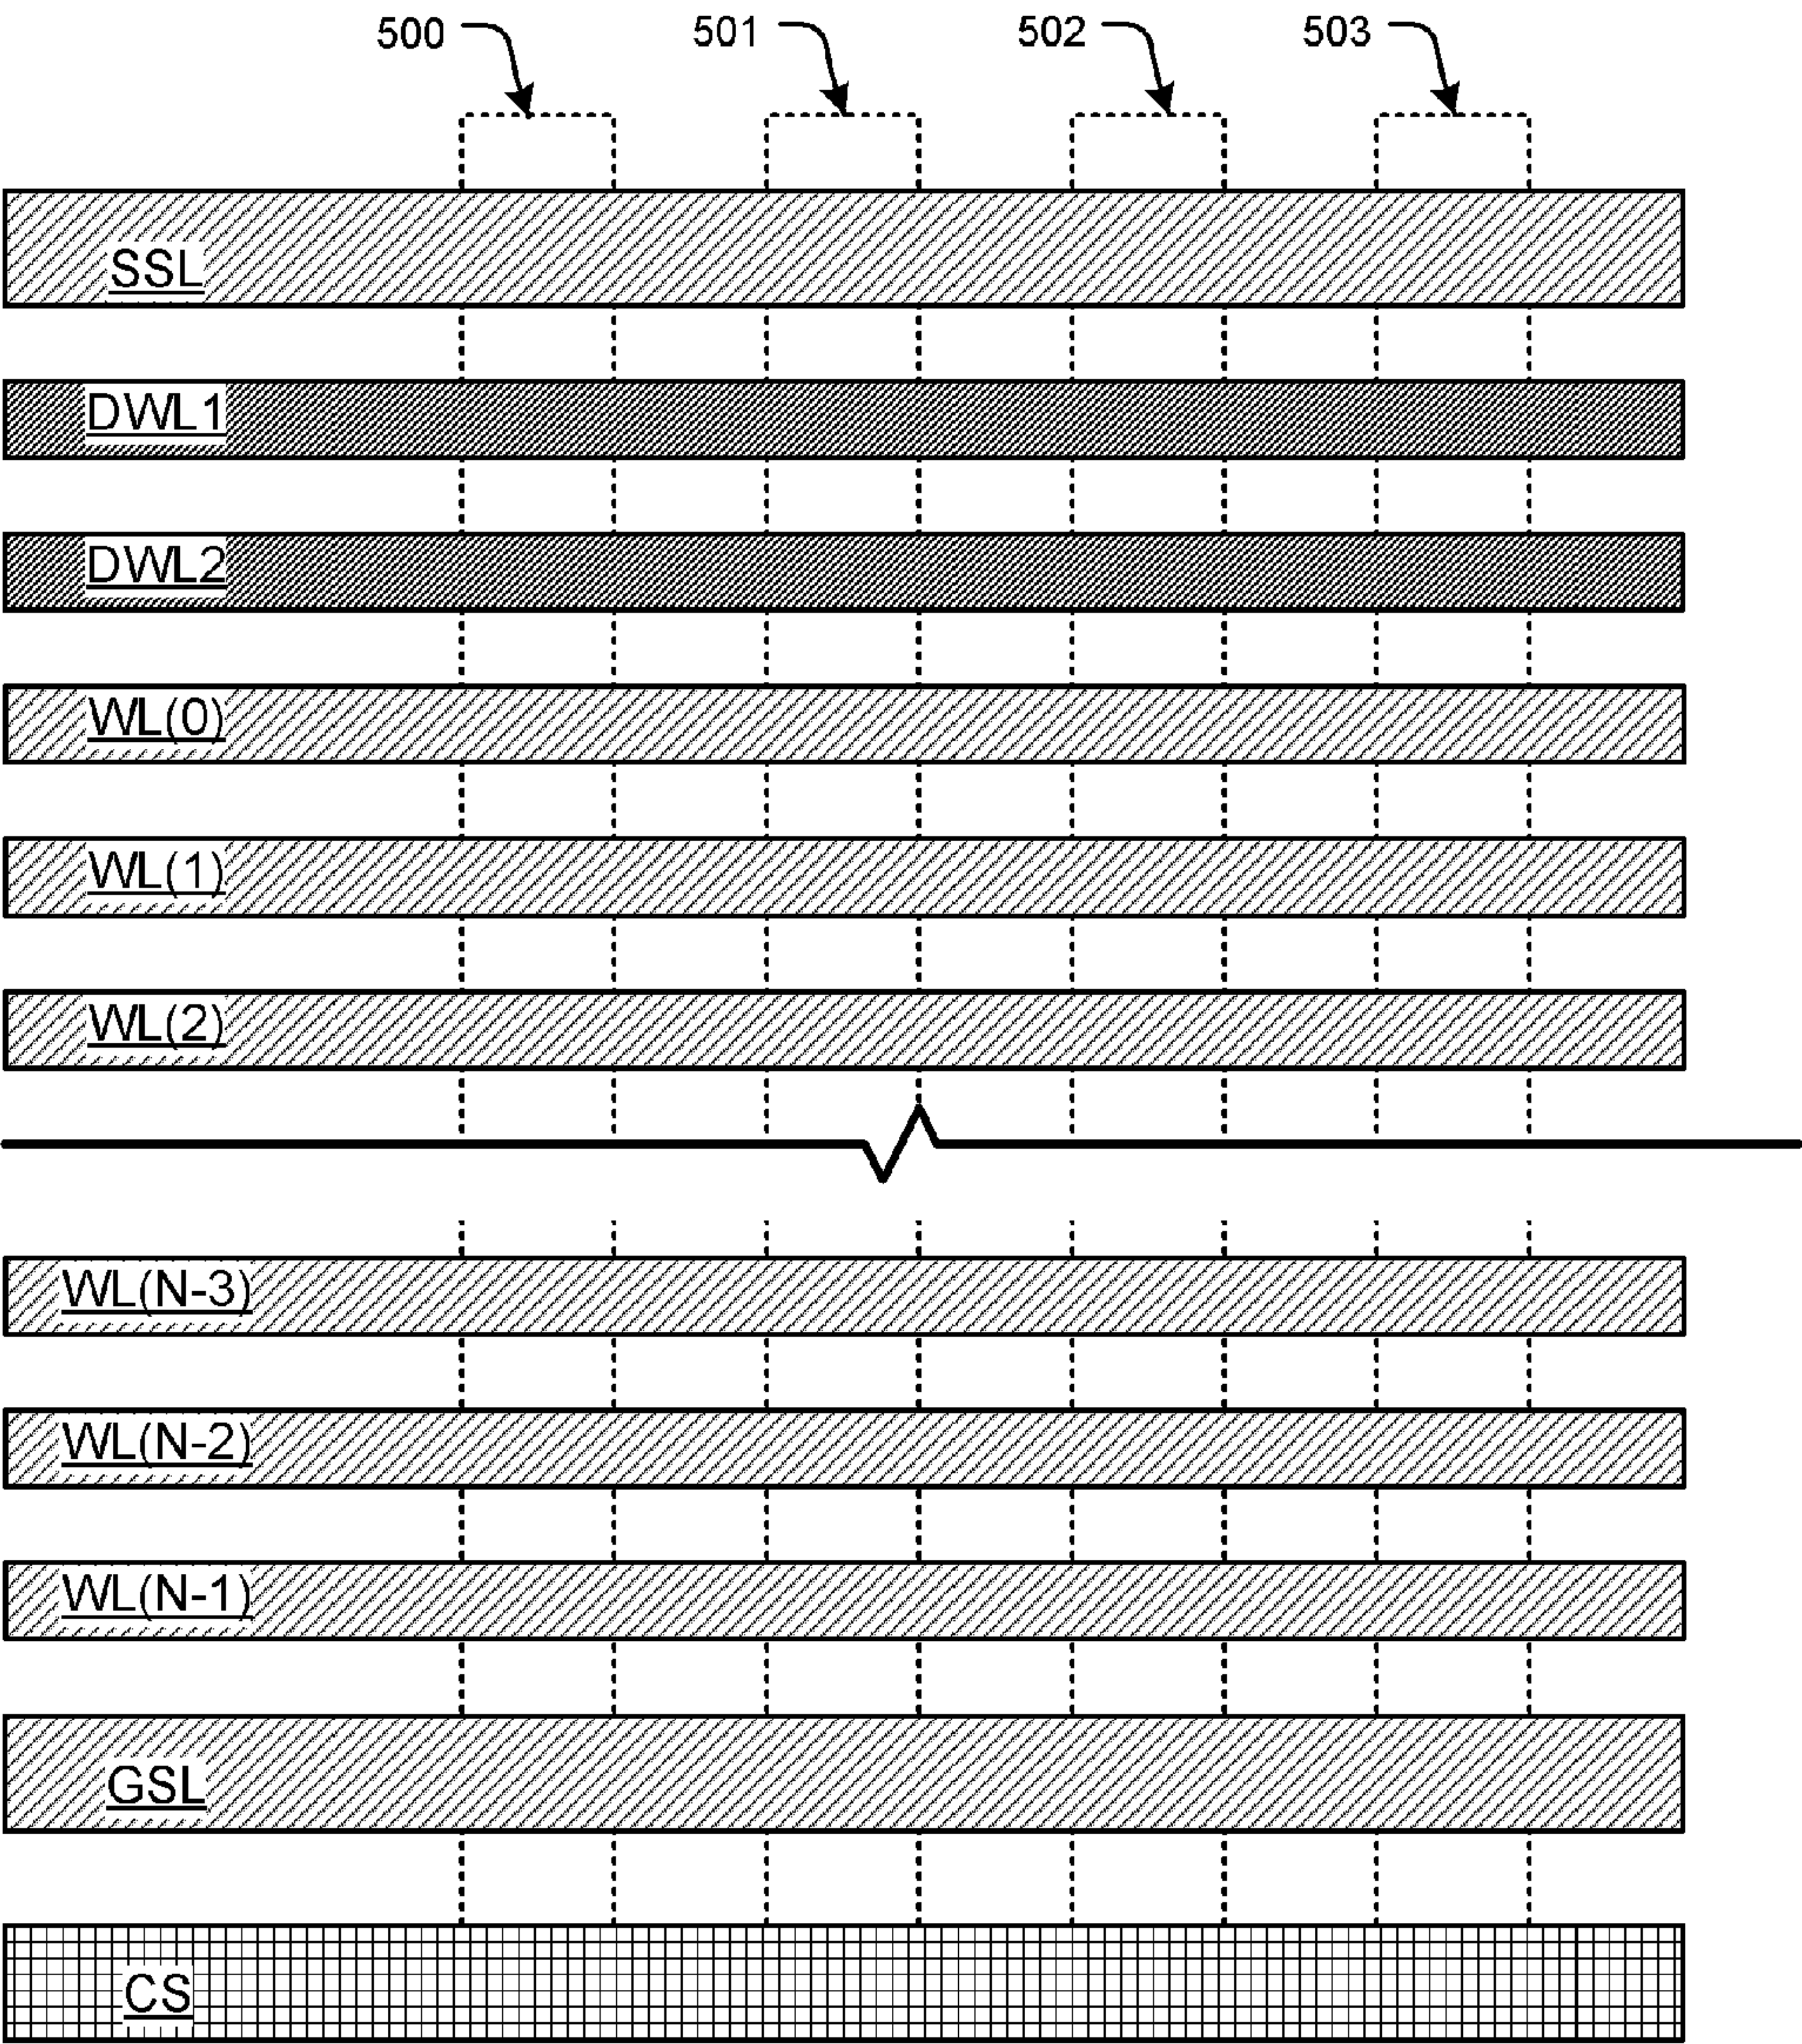 500 501 502 503
SSL
DWL1
DWL2
WL(0)
WL(1)
WL(2)
WL(N-3)
WL(N-2)
WL(N-1)
GSL
CS